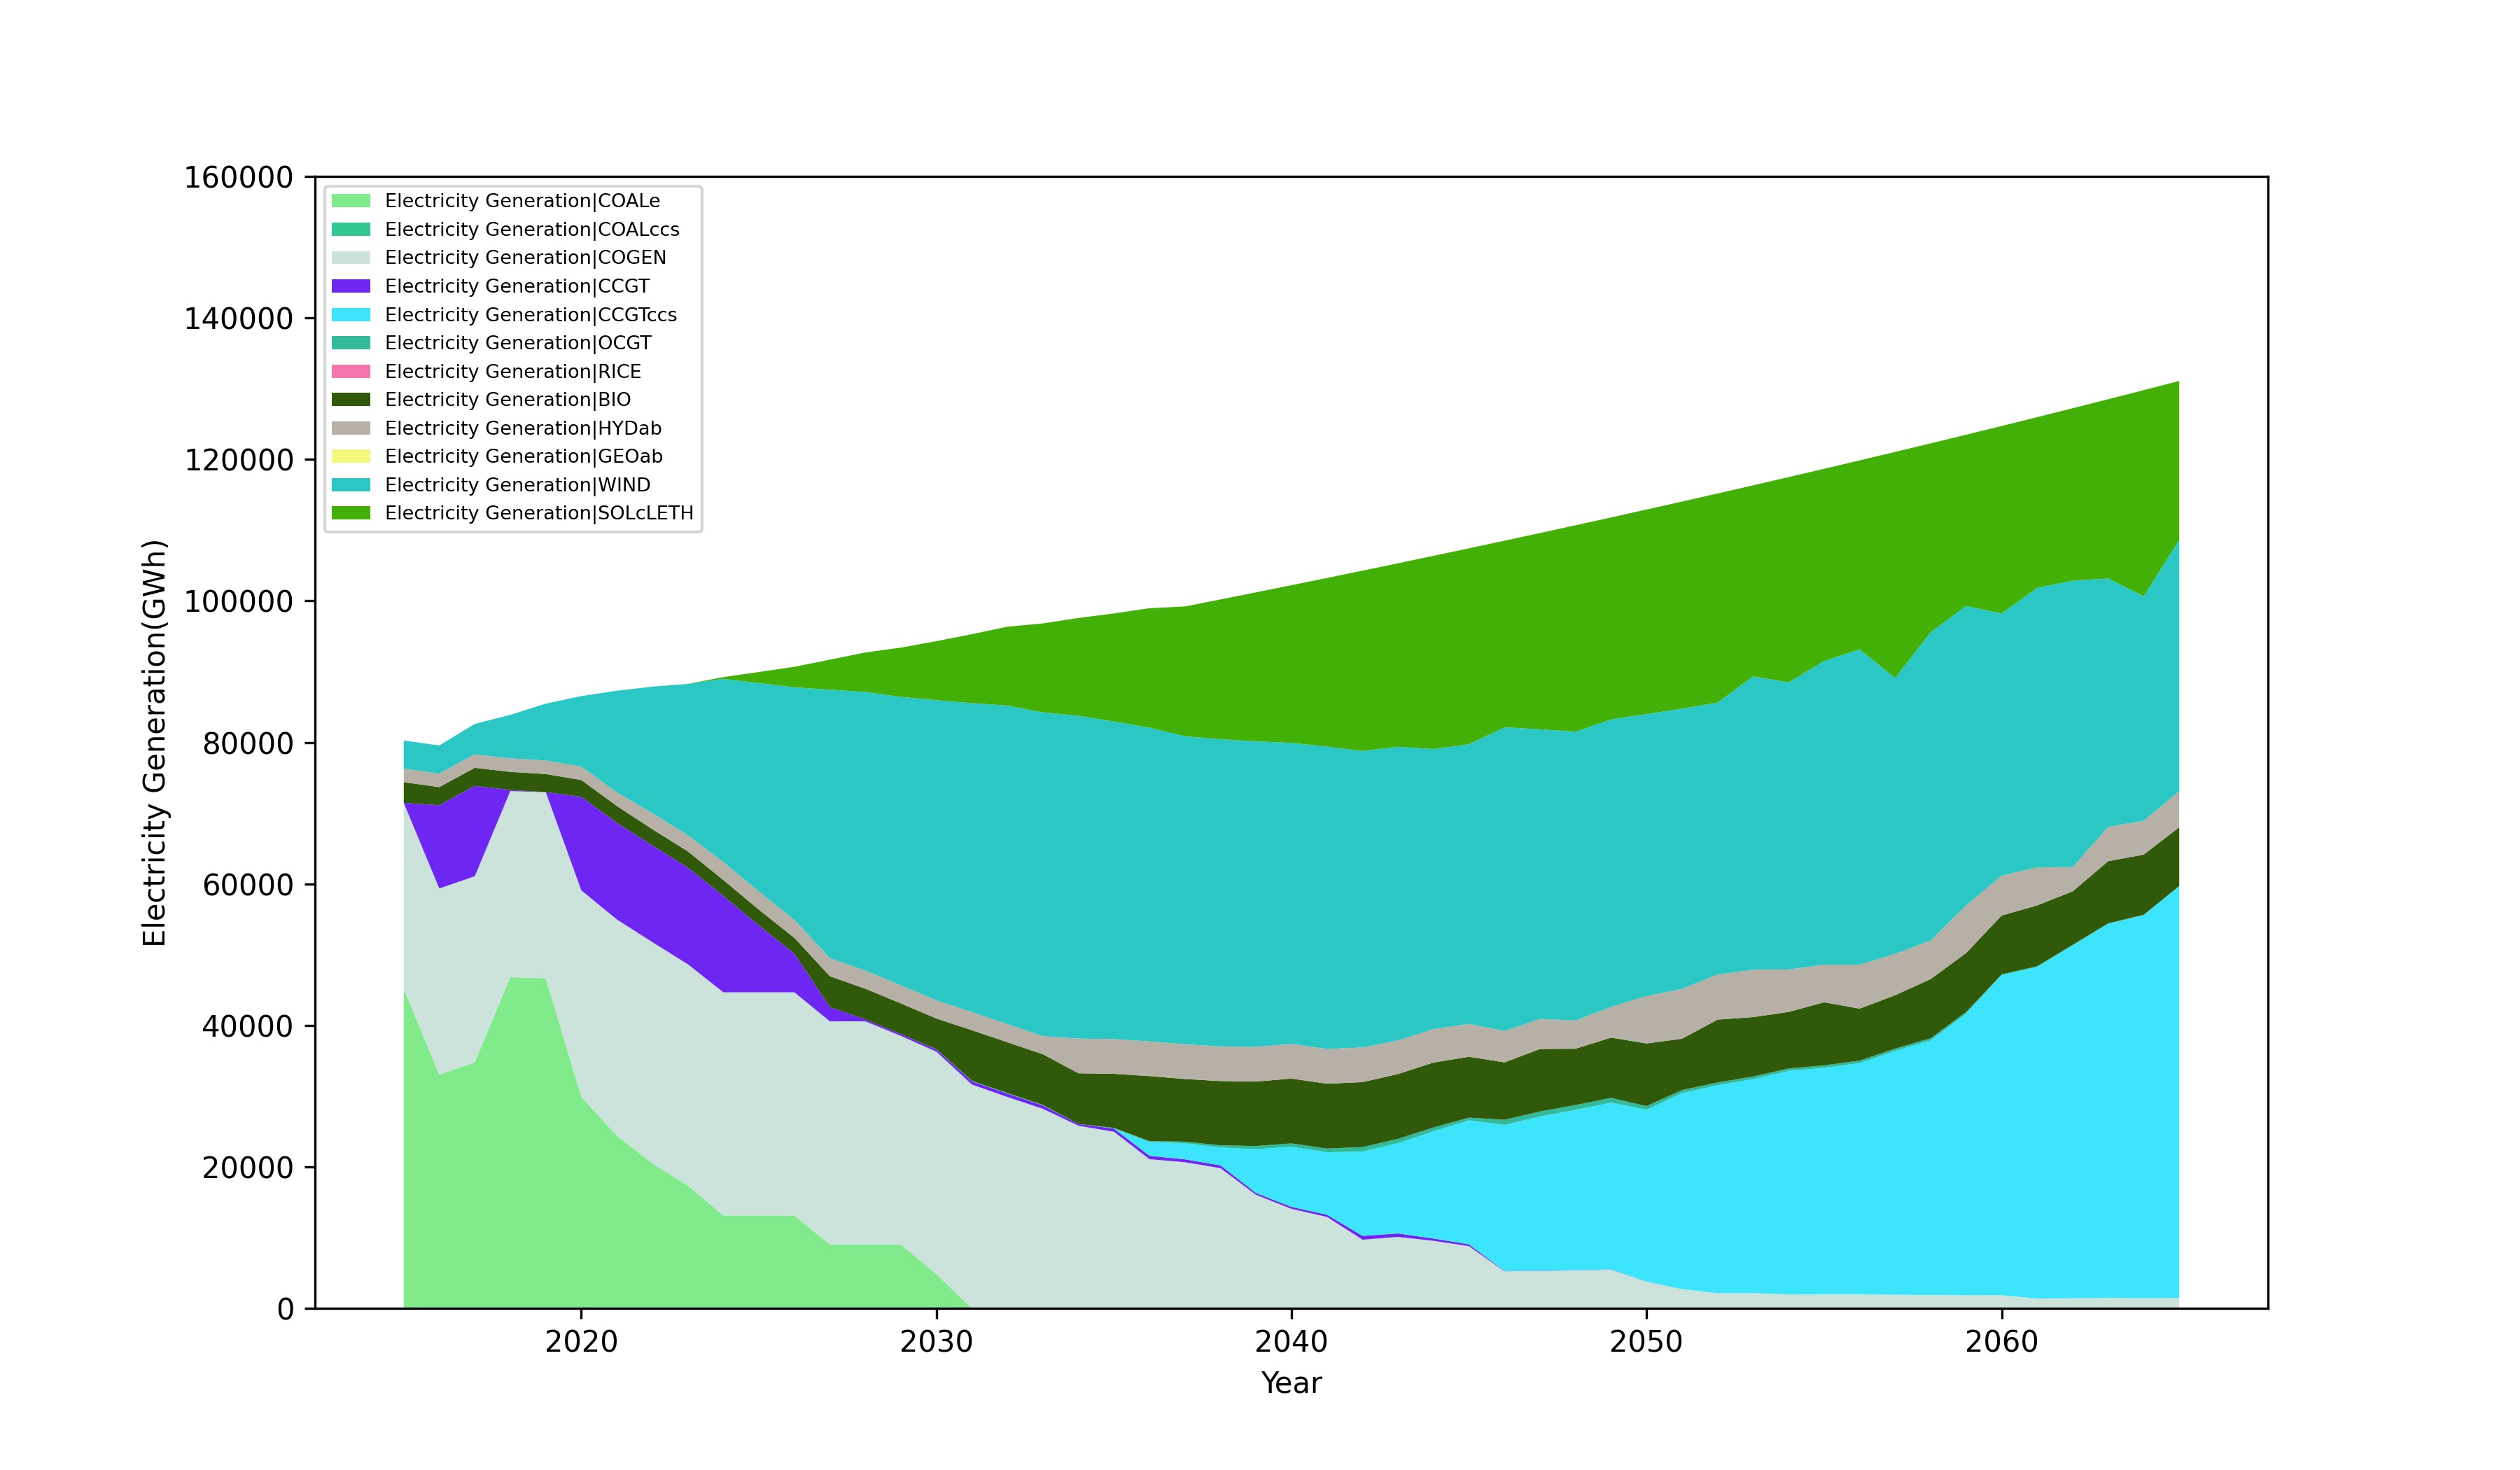 160000
140000
120000
100000
80000
60000
40000
20000
0
Electricity Generation(GWh)
Electricity Generation|COALe
Electricity Generation|COALccs
Electricity Generation|COGEN
Electricity Generation|CCGT
Electricity Generation|CCGTccs
Electricity Generation|OCGT
Electricity Generation|RICE
Electricity Generation|BIO
Electricity Generation|HYDab
Electricity Generation|GEOab
Electricity Generation|WIND
Electricity Generation|SOLcLETH
2020 2030 2040 2050 2060
Year